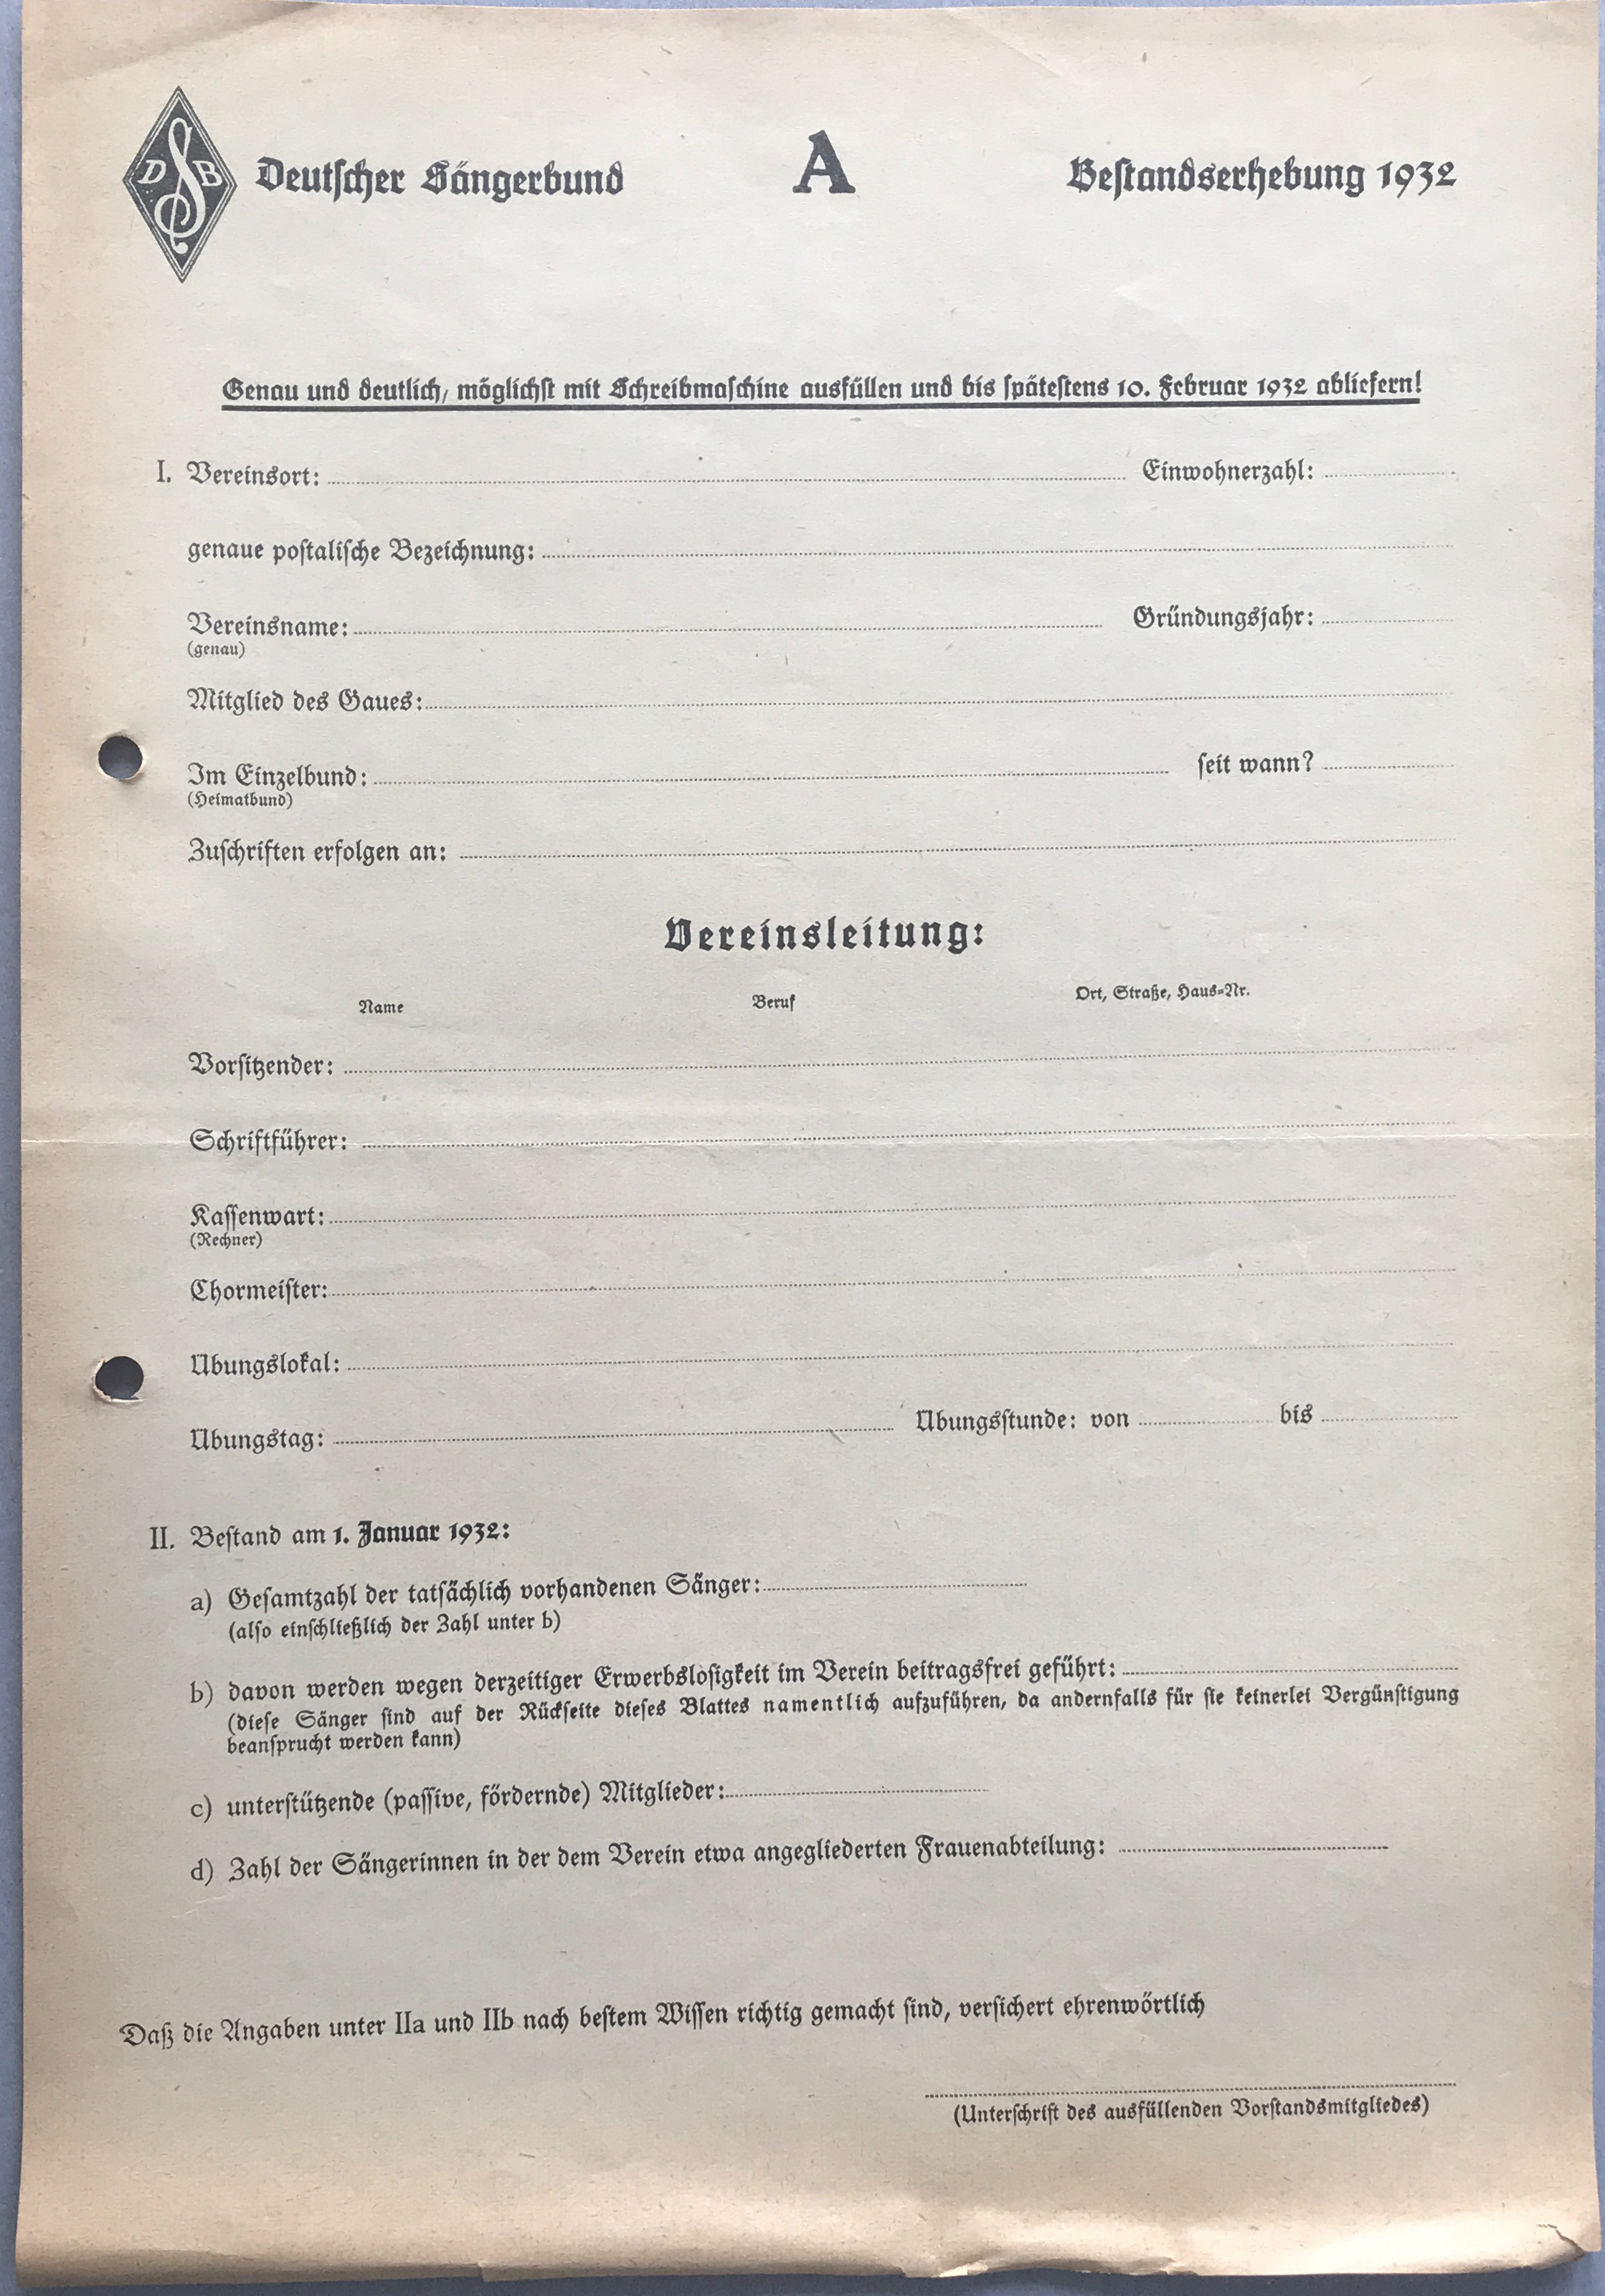 DSB Deutscher Sängerbund A Bestandserhebung 1932
Genau und deutlich, möglichst mit Schreibmaschine ausfüllen und bis spätestens 10. Februar 1932 abliefern!
I. Vereinsort: Einwohnerzahl:
genaue postalische Bezeichnung:
Vereinsname: Gründungsjahr:
(genau)
Mitglied des Gaues:
Im Einzelbund: seit wann?
(Heimatbund)
Zuschriften erfolgen an:
Vereinsleitung:
Name Beruf Ort, Straße, Haus-Nr.
Vorsitzender:
Schriftführer:
Kassenwart:
(Rechner)
Chormeister:
Übungslokal:
Übungstag: Übungsstunde: von bis
II. Bestand am 1. Januar 1932:
a) Gesamtzahl der tatsächlich vorhandenen Sänger:
(also einschließlich der Zahl unter b)
b) davon werden wegen derzeitiger Erwerbslosigkeit im Verein beitragsfrei geführt:
(diese Sänger sind auf der Rückseite dieses Blattes namentlich aufzuführen, da andernfalls für sie keinerlei Vergünstigung
beansprucht werden kann)
c) unterstützende (passive, fördernde) Mitglieder:
d) Zahl der Sängerinnen in der dem Verein etwa angegliederten Frauenabteilung:
Daß die Angaben unter IIa und IIb nach bestem Wissen richtig gemacht sind, versichert ehrenwörtlich
(Unterschrift des ausfüllenden Vorstandsmitgliedes)